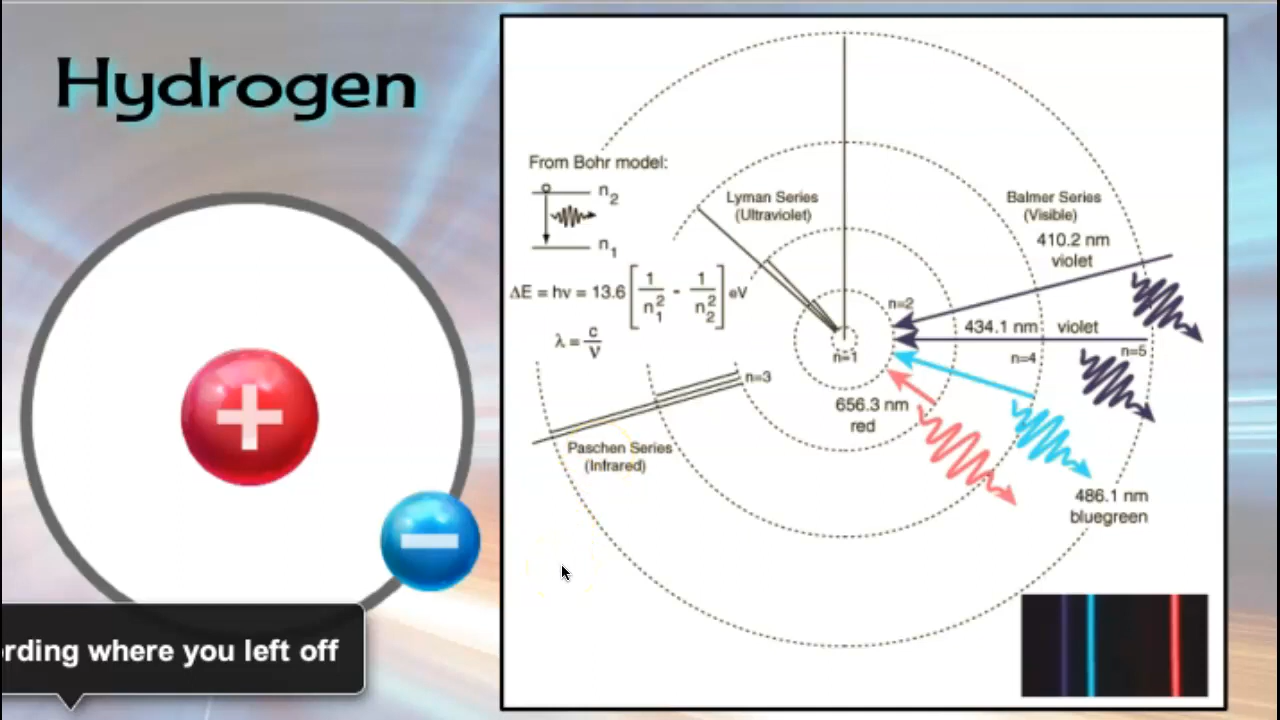 Hydrogen
From Bohr model:
n2
n1
ΔE = hν = 13.6 [ 1/n₁² - 1/n₂² ] eV
λ = c/ν
Lyman Series
(Ultraviolet)
Balmer Series
(Visible)
410.2 nm
violet
n=2
434.1 nm violet
n=1
n=4
n=5
n=3
656.3 nm
red
Paschen Series
(Infrared)
486.1 nm
bluegreen
+
−
rding where you left off